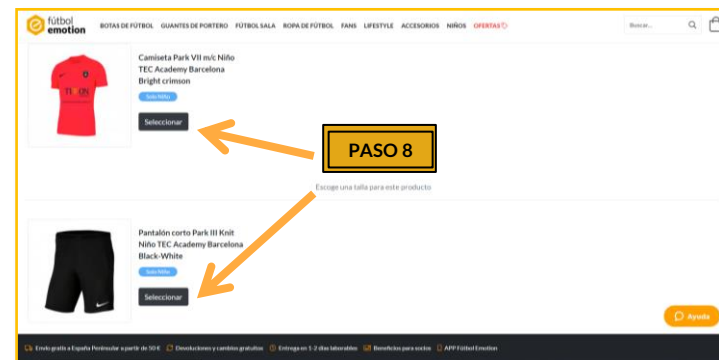 fútbol
emotion
BOTAS DE FÚTBOL GUANTES DE PORTERO FÚTBOL SALA ROPA DE FÚTBOL FANS LIFESTYLE ACCESORIOS NIÑOS OFERTAS
Buscar...
Camiseta Park VII m/c Niño
TEC Academy Barcelona
Bright crimson
Solo Niño
Seleccionar
PASO 8
Escoge una talla para este producto
Pantalón corto Park III Knit
Niño TEC Academy Barcelona
Black-White
Solo Niño
Seleccionar
Ayuda
Envío gratis a España Peninsular a partir de 50 € Devoluciones y cambios gratuitos Entrega en 1-2 días laborables Beneficios para socios APP Fútbol Emotion